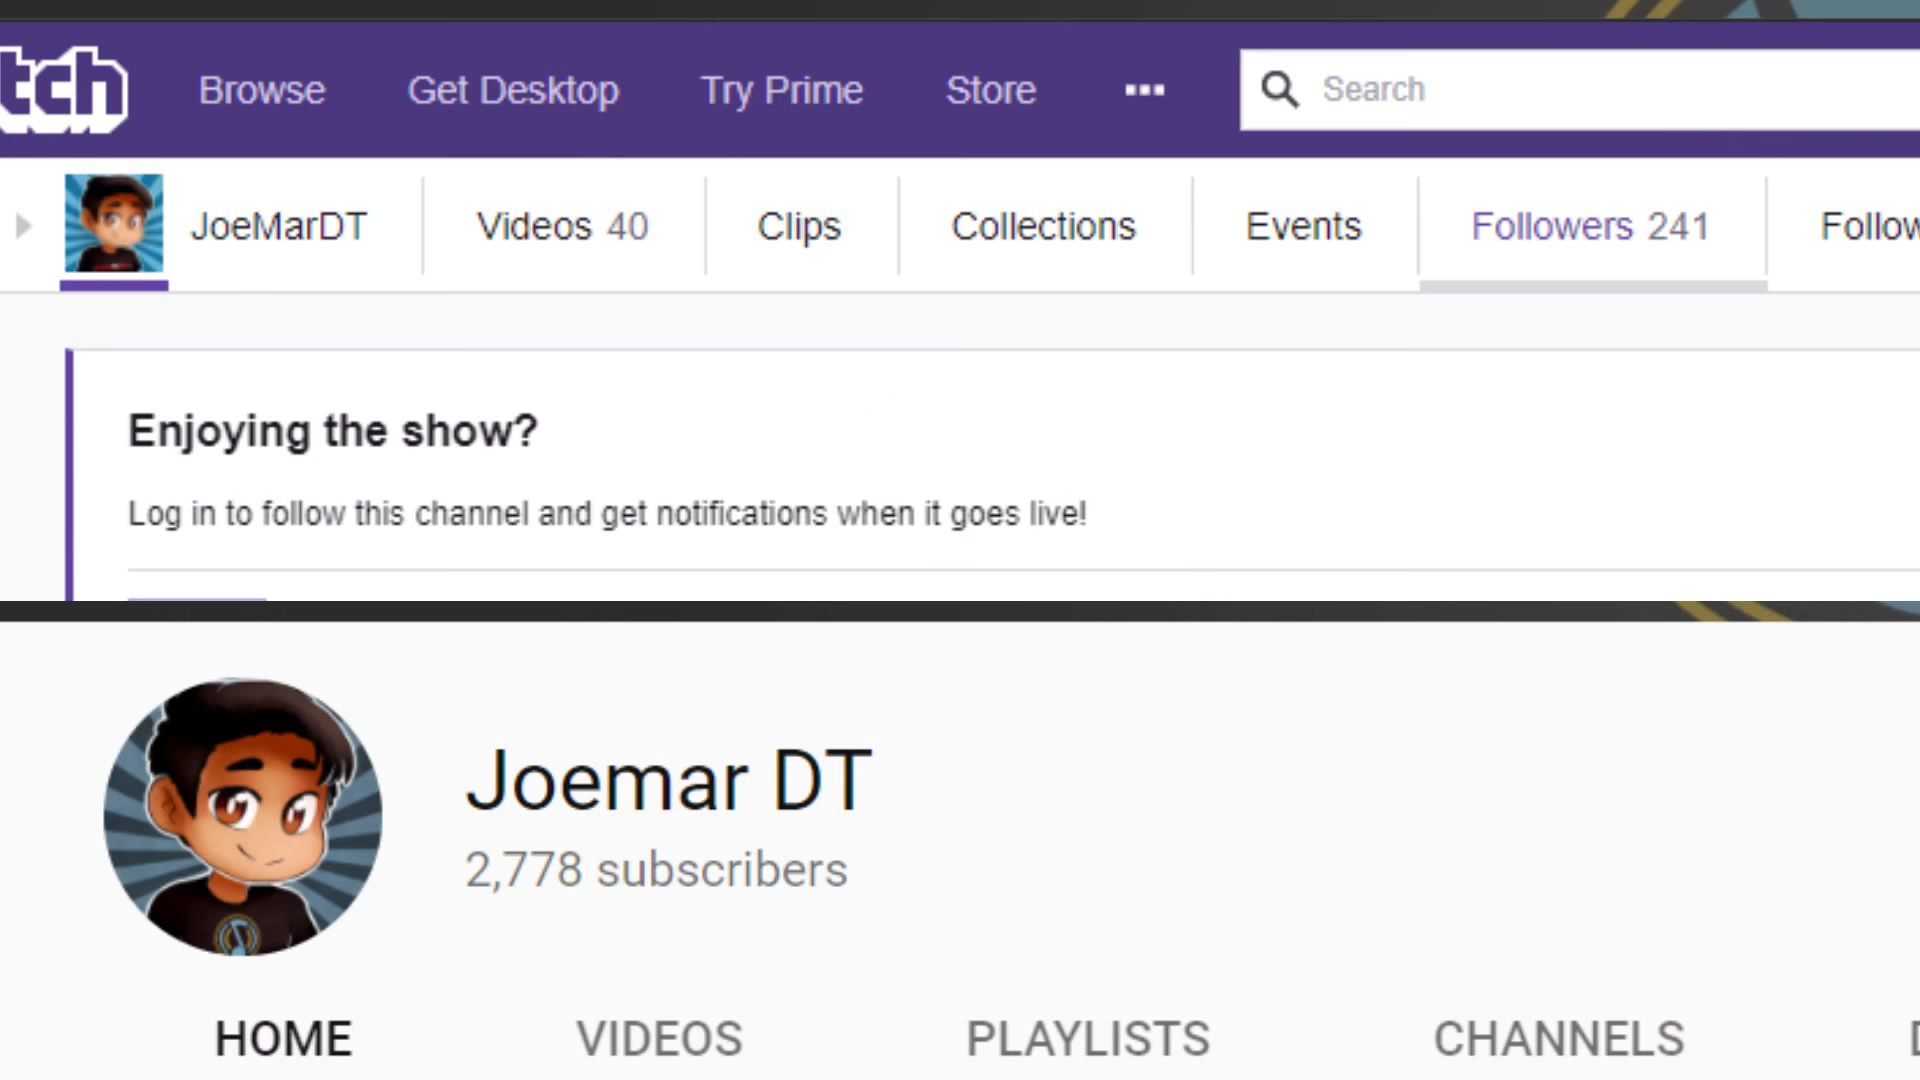 tch Browse Get Desktop Try Prime Store ... Search
JoeMarDT Videos 40 Clips Collections Events Followers 241 Follow
Enjoying the show?
Log in to follow this channel and get notifications when it goes live!
Joemar DT
2,778 subscribers
HOME VIDEOS PLAYLISTS CHANNELS